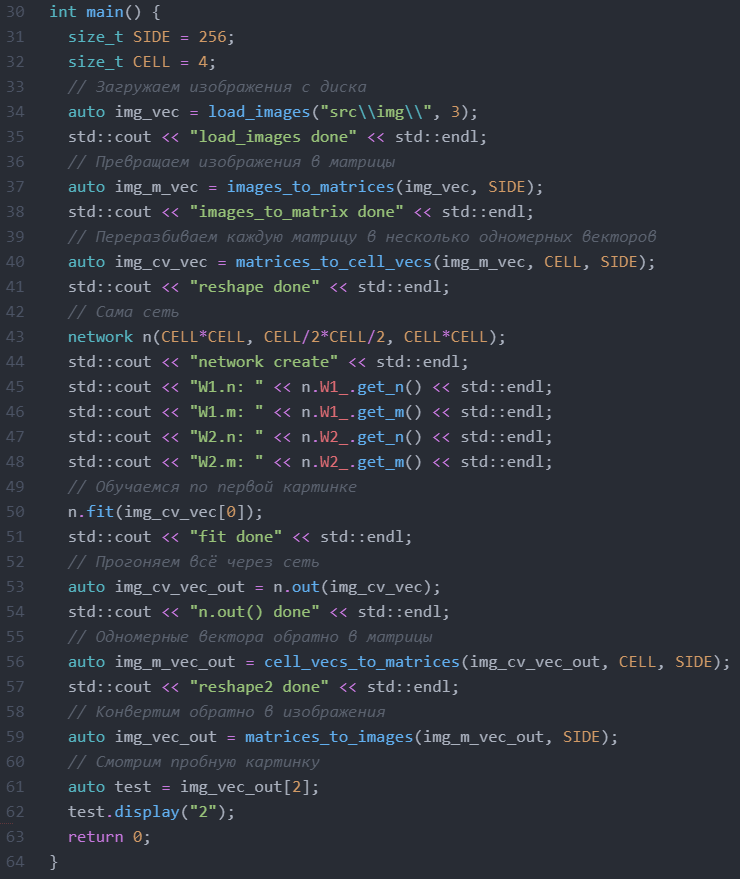 30 int main() {
31   size_t SIDE = 256;
32   size_t CELL = 4;
33   // Загружаем изображения с диска
34   auto img_vec = load_images("src\\img\\", 3);
35   std::cout << "load_images done" << std::endl;
36   // Превращаем изображения в матрицы
37   auto img_m_vec = images_to_matrices(img_vec, SIDE);
38   std::cout << "images_to_matrix done" << std::endl;
39   // Переразбиваем каждую матрицу в несколько одномерных векторов
40   auto img_cv_vec = matrices_to_cell_vecs(img_m_vec, CELL, SIDE);
41   std::cout << "reshape done" << std::endl;
42   // Сама сеть
43   network n(CELL*CELL, CELL/2*CELL/2, CELL*CELL);
44   std::cout << "network create" << std::endl;
45   std::cout << "W1.n: " << n.W1_.get_n() << std::endl;
46   std::cout << "W1.m: " << n.W1_.get_m() << std::endl;
47   std::cout << "W2.n: " << n.W2_.get_n() << std::endl;
48   std::cout << "W2.m: " << n.W2_.get_m() << std::endl;
49   // Обучаемся по первой картинке
50   n.fit(img_cv_vec[0]);
51   std::cout << "fit done" << std::endl;
52   // Прогоняем всё через сеть
53   auto img_cv_vec_out = n.out(img_cv_vec);
54   std::cout << "n.out() done" << std::endl;
55   // Одномерные вектора обратно в матрицы
56   auto img_m_vec_out = cell_vecs_to_matrices(img_cv_vec_out, CELL, SIDE);
57   std::cout << "reshape2 done" << std::endl;
58   // Конвертим обратно в изображения
59   auto img_vec_out = matrices_to_images(img_m_vec_out, SIDE);
60   // Смотрим пробную картинку
61   auto test = img_vec_out[2];
62   test.display("2");
63   return 0;
64 }